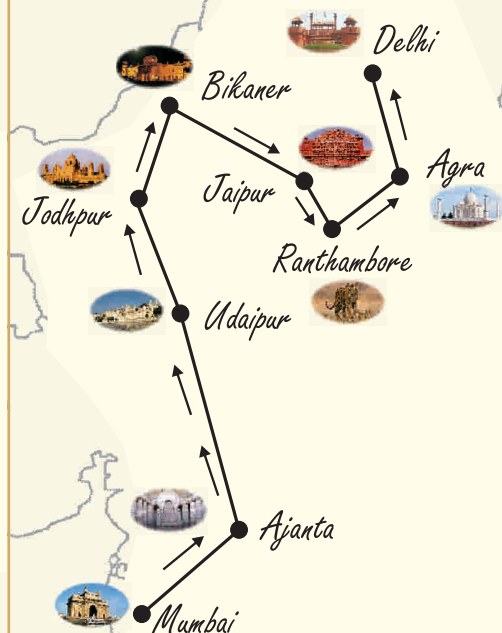 Delhi
Bikaner
Jaipur
Agra
Jodhpur
Ranthambore
Udaipur
Ajanta
Mumbai